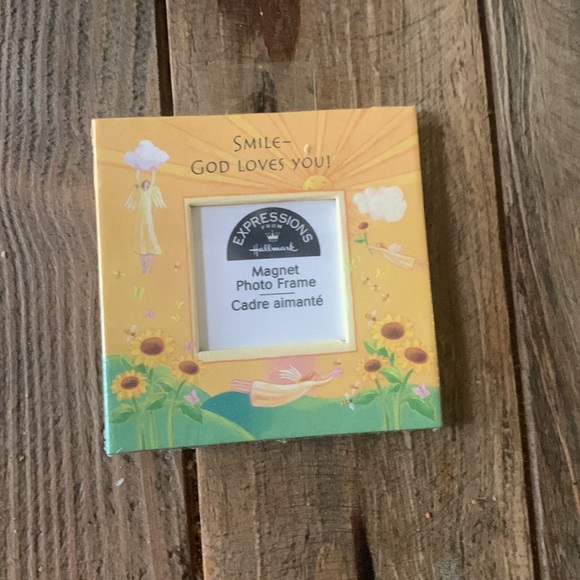 SMILE–
GOD LOVES YOU!
EXPRESSIONS
FROM
Hallmark
Magnet
Photo Frame
Cadre aimanté